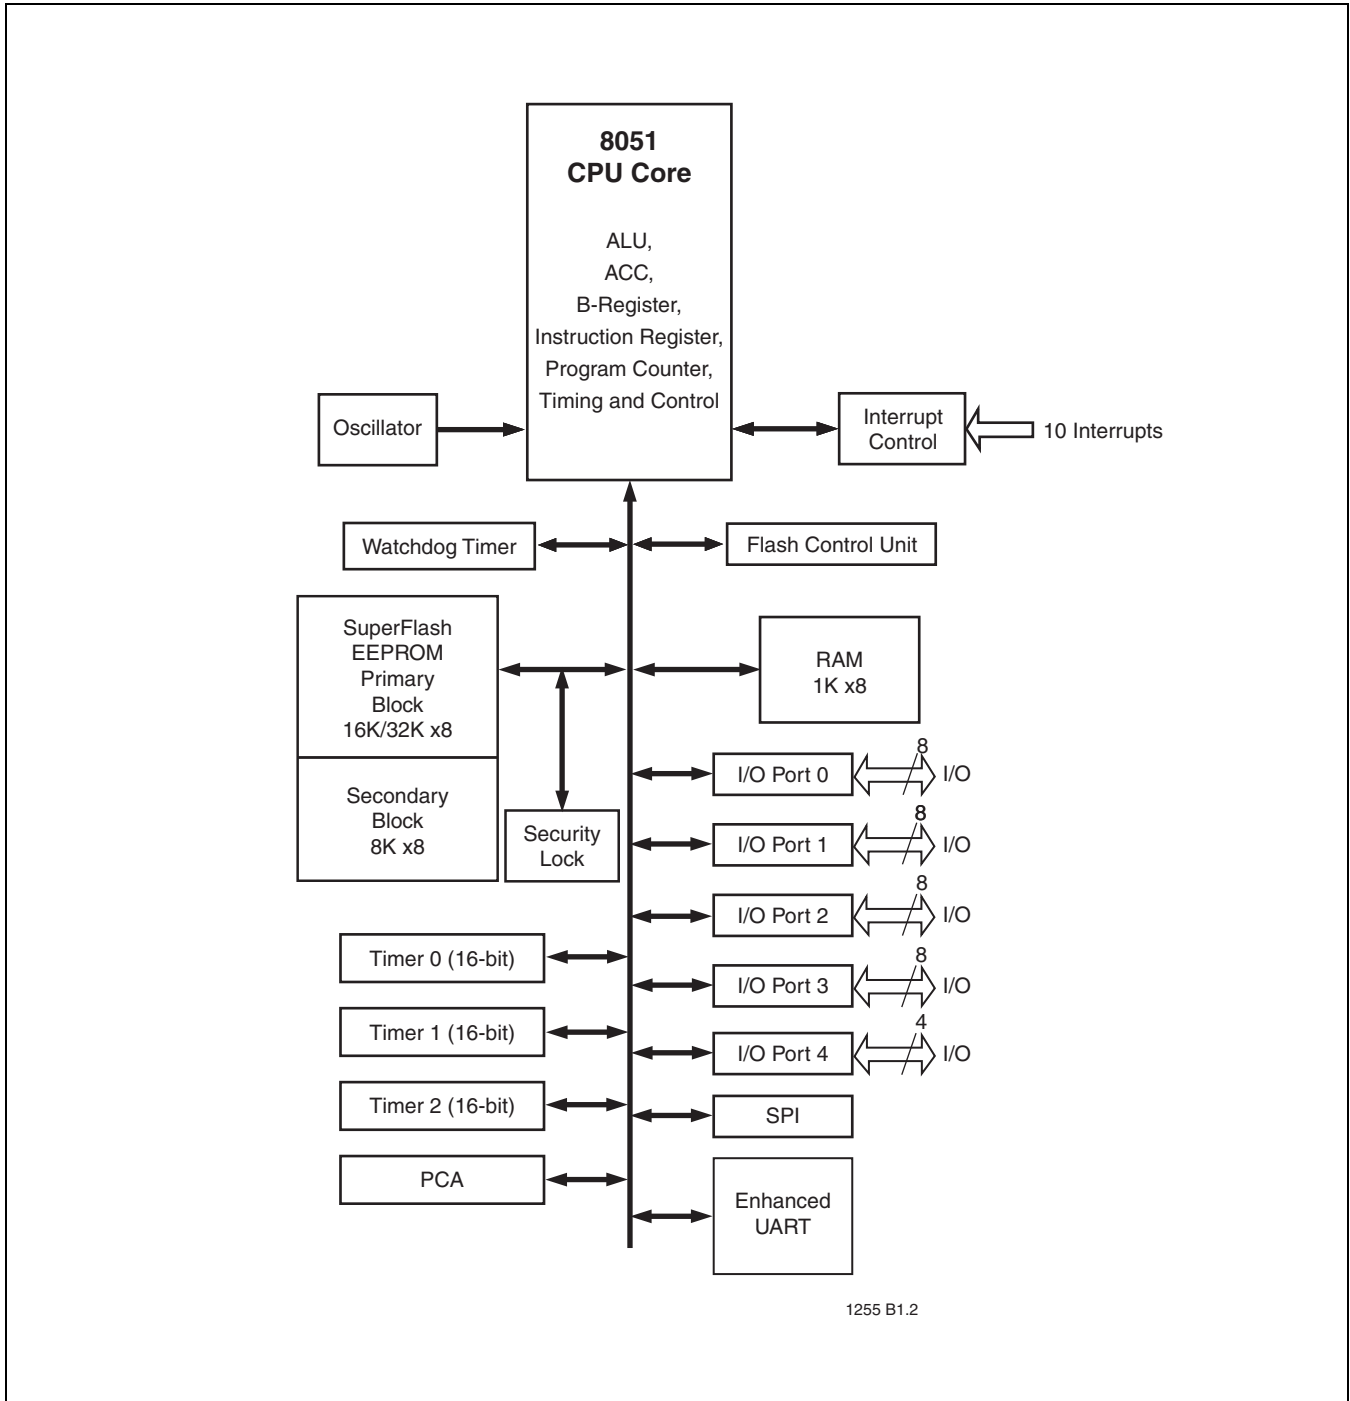 8051
CPU Core
ALU,
ACC,
B-Register,
Instruction Register,
Program Counter,
Timing and Control
Oscillator
Interrupt
Control
10 Interrupts
Watchdog Timer
Flash Control Unit
SuperFlash
EEPROM
Primary
Block
16K/32K x8
RAM
1K x8
Secondary
Block
8K x8
Security
Lock
I/O Port 0
8
I/O
I/O Port 1
8
I/O
I/O Port 2
8
I/O
Timer 0 (16-bit)
I/O Port 3
8
I/O
Timer 1 (16-bit)
I/O Port 4
4
I/O
Timer 2 (16-bit)
SPI
PCA
Enhanced
UART
1255 B1.2